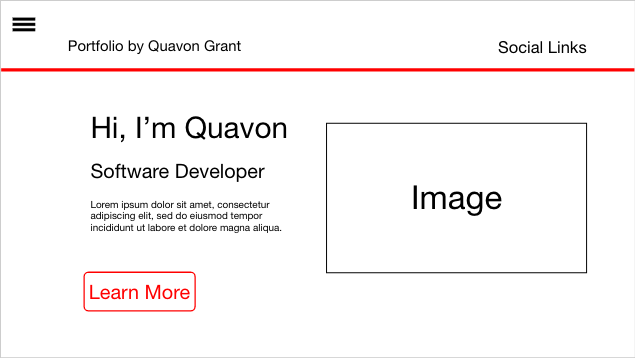 Portfolio by Quavon Grant
Social Links
Hi, I’m Quavon
Software Developer
Lorem ipsum dolor sit amet, consectetur
adipiscing elit, sed do eiusmod tempor
incididunt ut labore et dolore magna aliqua.
Image
Learn More